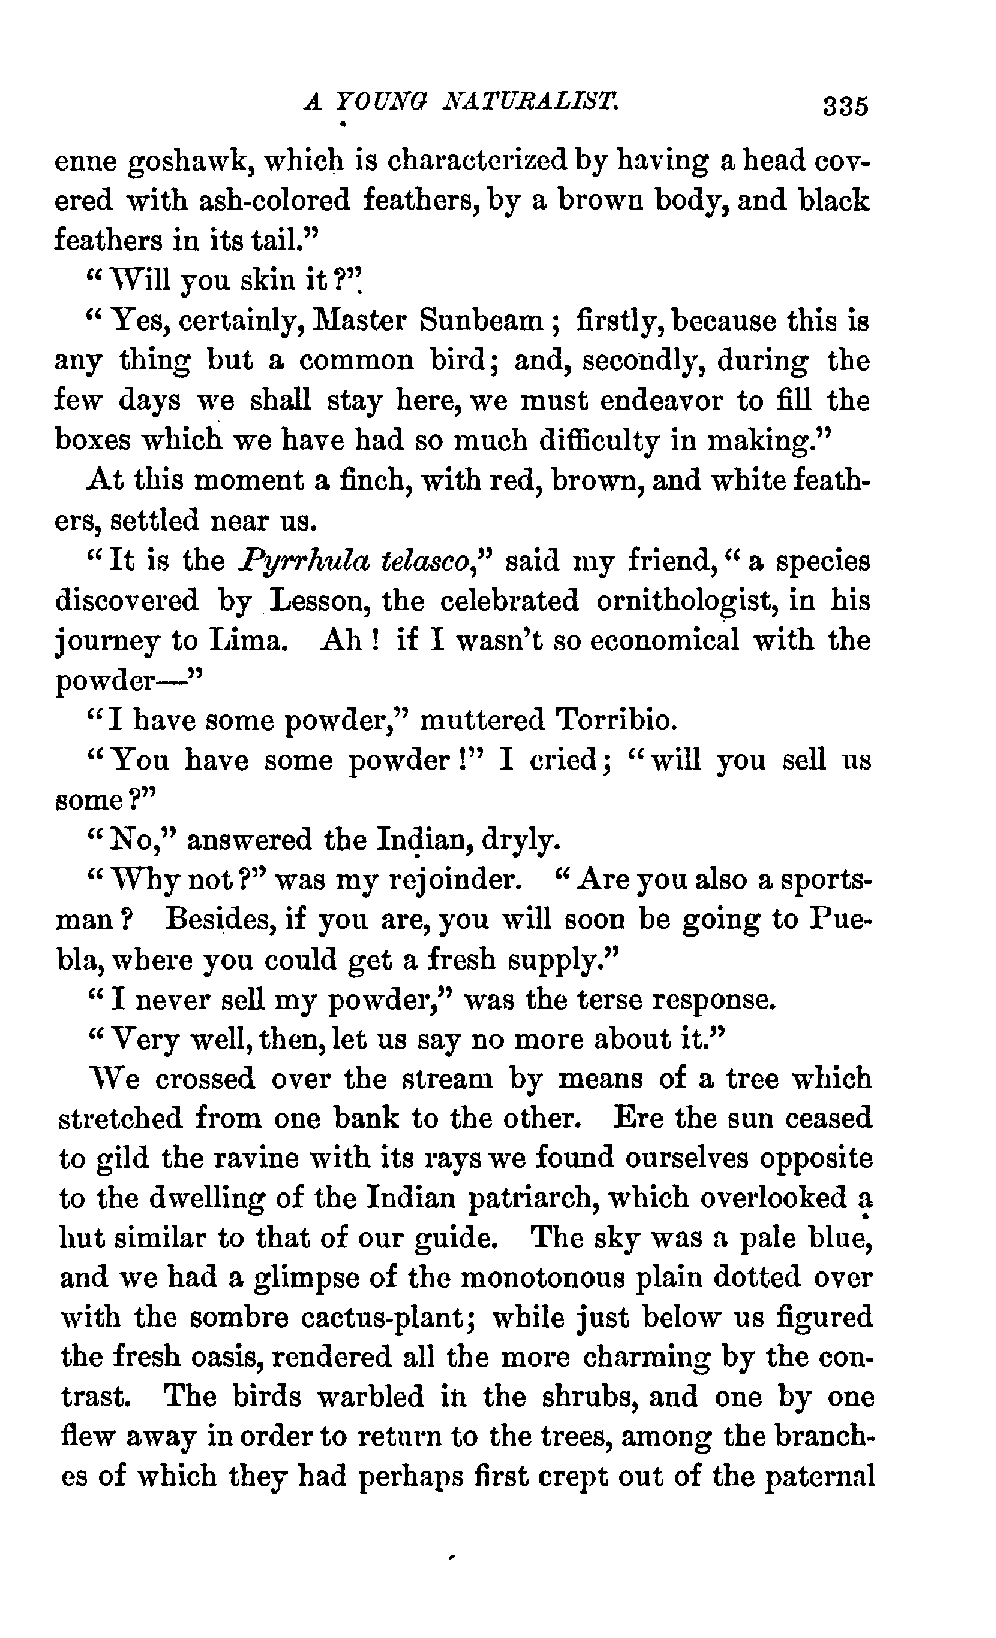 A YOUNG NATURALIST. 335
enne goshawk, which is characterized by having a head cov-
ered with ash-colored feathers, by a brown body, and black
feathers in its tail."
"Will you skin it?"
"Yes, certainly, Master Sunbeam; firstly, because this is
any thing but a common bird; and, secondly, during the
few days we shall stay here, we must endeavor to fill the
boxes which we have had so much difficulty in making."
At this moment a finch, with red, brown, and white feath-
ers, settled near us.
"It is the Pyrrhula telasco," said my friend, "a species
discovered by Lesson, the celebrated ornithologist, in his
journey to Lima. Ah! if I wasn't so economical with the
powder—"
"I have some powder," muttered Torribio.
"You have some powder!" I cried; "will you sell us
some?"
"No," answered the Indian, dryly.
"Why not?" was my rejoinder. "Are you also a sports-
man? Besides, if you are, you will soon be going to Pue-
bla, where you could get a fresh supply."
"I never sell my powder," was the terse response.
"Very well, then, let us say no more about it."
We crossed over the stream by means of a tree which
stretched from one bank to the other. Ere the sun ceased
to gild the ravine with its rays we found ourselves opposite
to the dwelling of the Indian patriarch, which overlooked a
hut similar to that of our guide. The sky was a pale blue,
and we had a glimpse of the monotonous plain dotted over
with the sombre cactus-plant; while just below us figured
the fresh oasis, rendered all the more charming by the con-
trast. The birds warbled in the shrubs, and one by one
flew away in order to return to the trees, among the branch-
es of which they had perhaps first crept out of the paternal